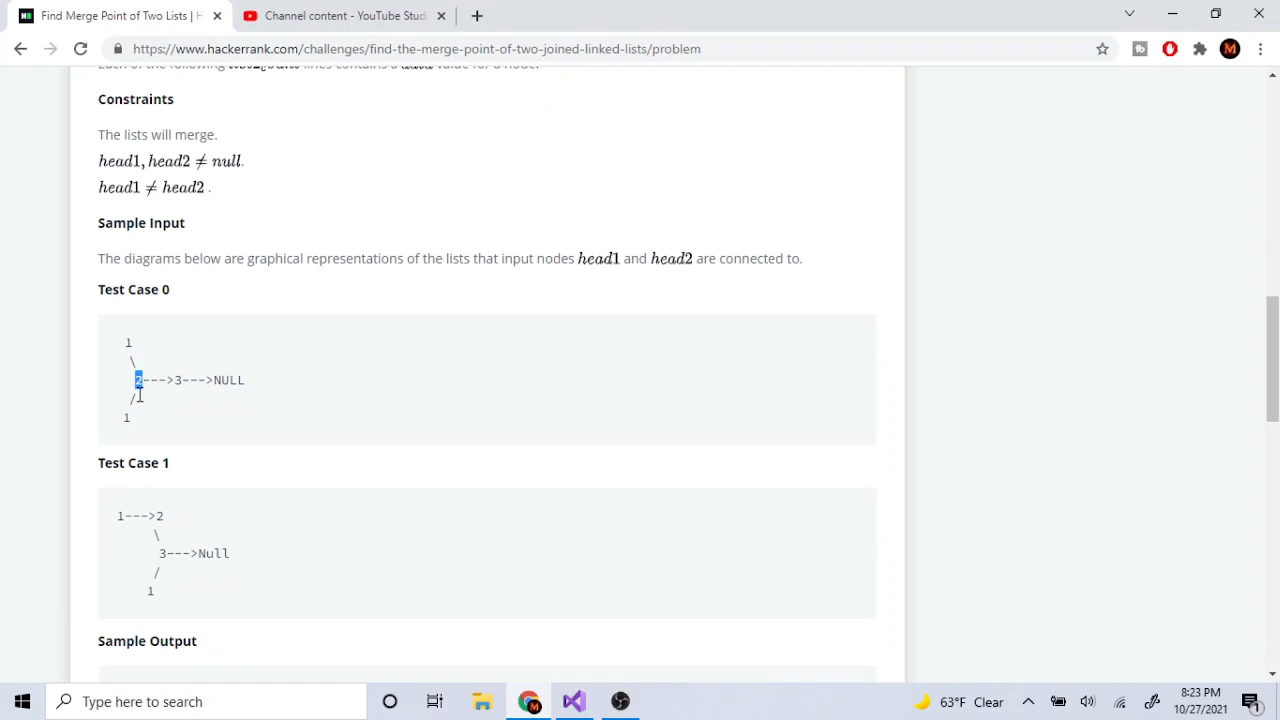 Find Merge Point of Two Lists | H
Channel content - YouTube Stud
https://www.hackerrank.com/challenges/find-the-merge-point-of-two-joined-linked-lists/problem
Constraints
The lists will merge.
head1, head2 ≠ null.
head1 ≠ head2 .
Sample Input
The diagrams below are graphical representations of the lists that input nodes head1 and head2 are connected to.
Test Case 0
1
\
2--->3--->NULL
/
1
Test Case 1
1--->2
\
3--->Null
/
1
Sample Output
Type here to search
63°F Clear
8:23 PM
10/27/2021